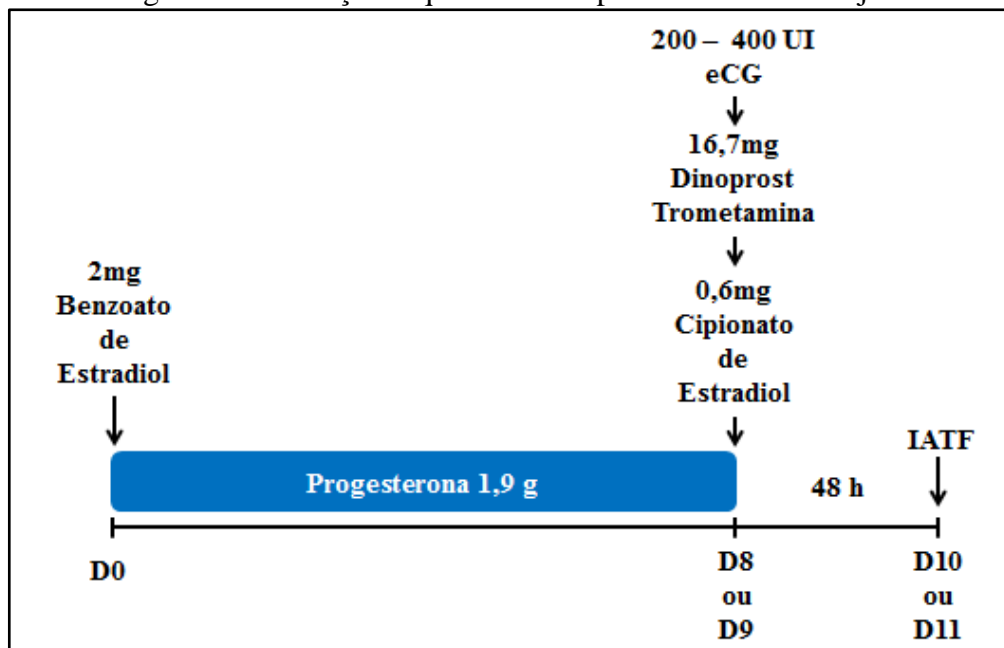 200 – 400 UI
eCG
16,7mg
Dinoprost
Trometamina
2mg
Benzoato
de
Estradiol
0,6mg
Cipionato
de
Estradiol
IATF
Progesterona 1,9 g
48 h
D0
D8
ou
D9
D10
ou
D11